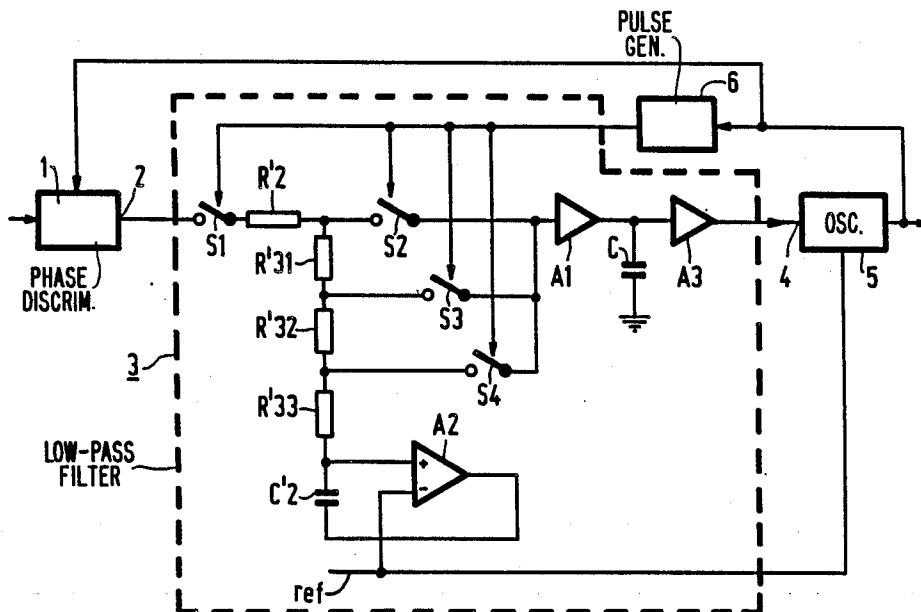 PULSE
GEN.
6
1
2
R'2
S1
S2
A1
A3
4
OSC.
5
PHASE
DISCRIM.
R'31
C
S3
R'32
3
S4
R'33
A2
LOW-PASS
FILTER
+
-
C'2
ref